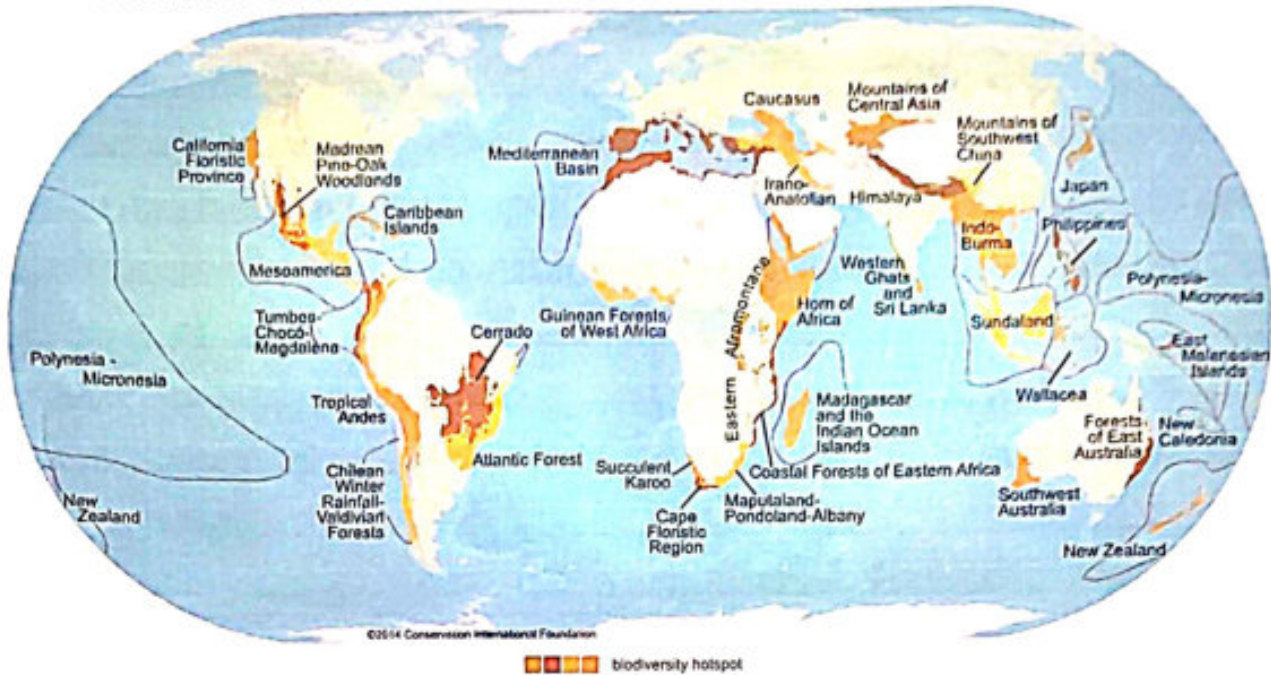 California
Floristic
Province
Madrean
Pine-Oak
Woodlands
Caribbean
Islands
Mesoamerica
Tumbes-
Chocó-
Magdalena
Polynesia -
Micronesia
Tropical
Andes
Cerrado
Atlantic Forest
Chilean
Winter
Rainfall-
Valdivian
Forests
New
Zealand
Mediterranean
Basin
Caucasus
Mountains of
Central Asia
Mountains of
Southwest
China
Irano-
Anatolian
Himalaya
Japan
Indo-
Burma
Philippines
Western
Ghats
and
Sri Lanka
Polynesia-
Micronesia
Guinean Forests
of West Africa
Eastern Afromontane
Horn of
Africa
Sundaland
Wallacea
East
Melanesian
Islands
Madagascar
and the
Indian Ocean
Islands
Coastal Forests of Eastern Africa
Succulent
Karoo
Cape
Floristic
Region
Maputaland-
Pondoland-Albany
Forests
of East
Australia
New
Caledonia
Southwest
Australia
New Zealand
©2014 Conservation International Foundation
biodiversity hotspot